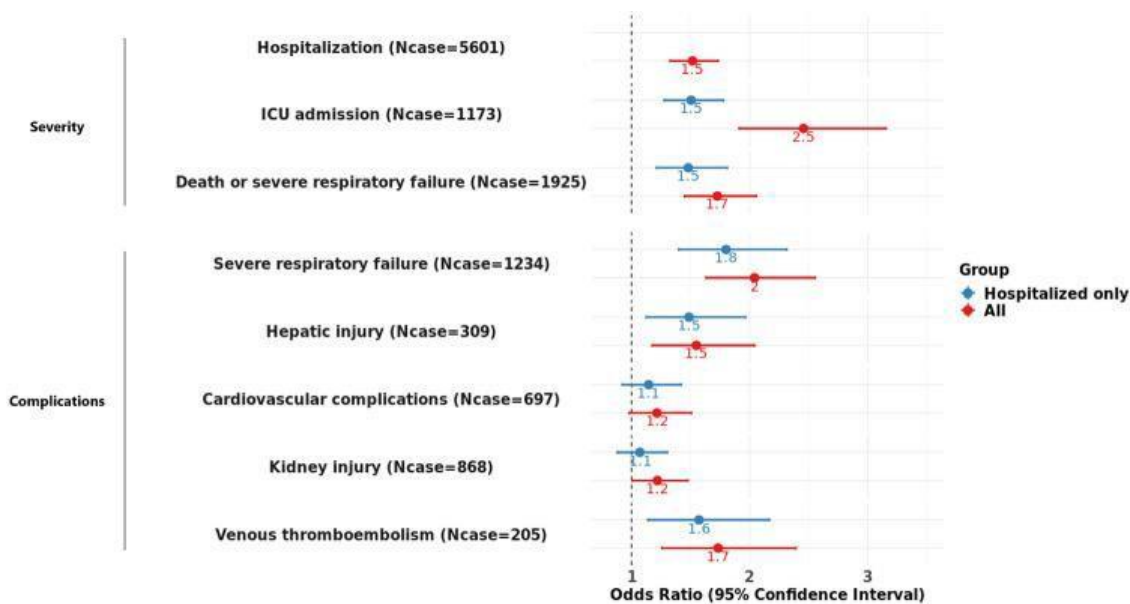 Severity
Hospitalization (Ncase=5601)
1.5
ICU admission (Ncase=1173)
1.5
2.5
Death or severe respiratory failure (Ncase=1925)
1.5
1.7
Complications
Severe respiratory failure (Ncase=1234)
1.8
2
Hepatic injury (Ncase=309)
1.5
1.5
Cardiovascular complications (Ncase=697)
1.1
1.2
Kidney injury (Ncase=868)
1.1
1.2
Venous thromboembolism (Ncase=205)
1.6
1.7
1 2 3
Odds Ratio (95% Confidence Interval)
Group
Hospitalized only
All